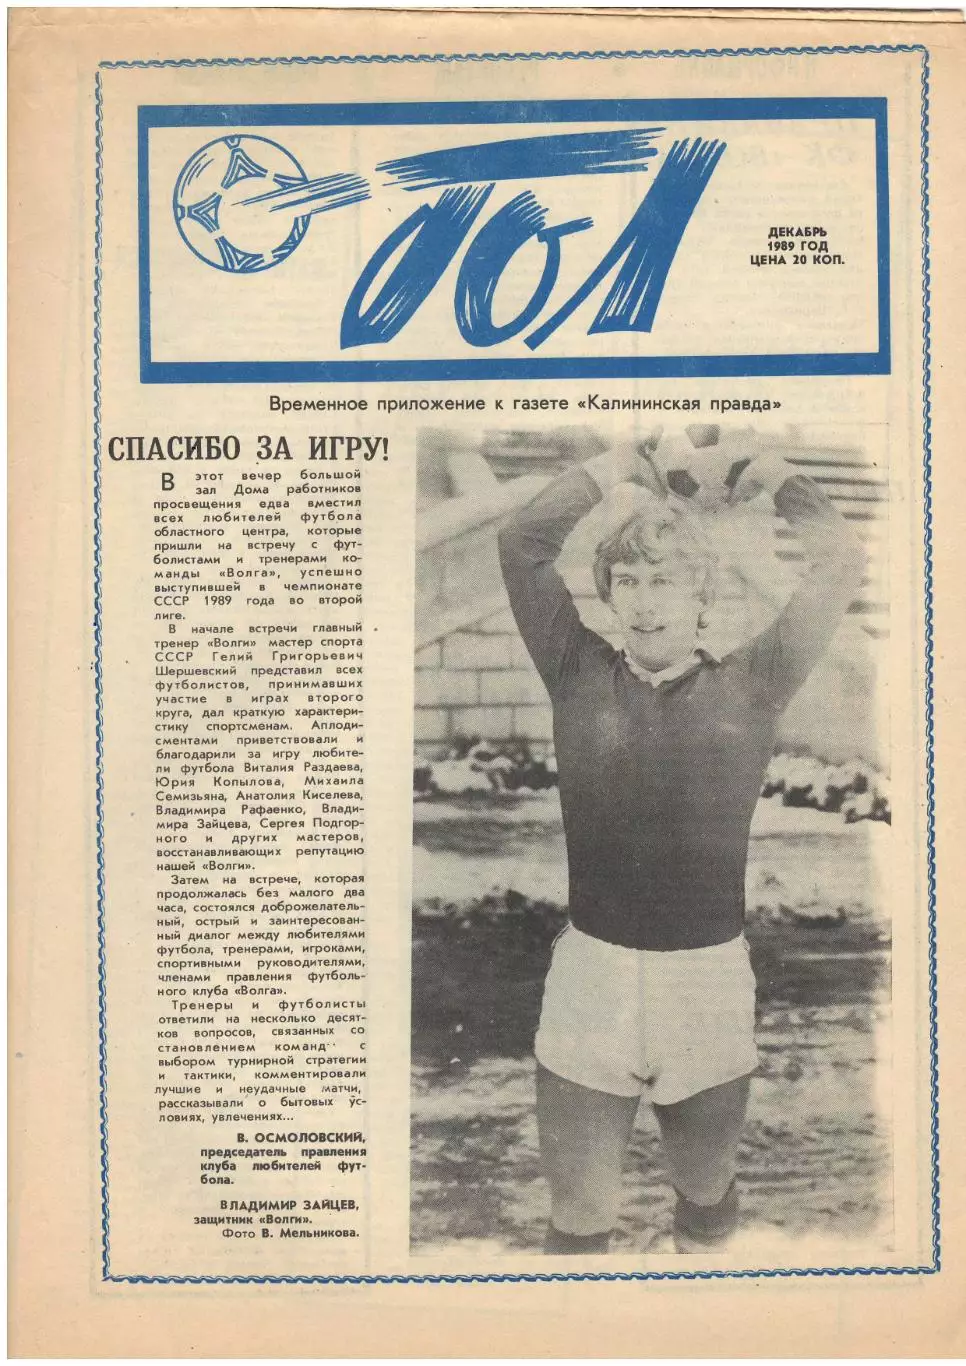 Гол
ДЕКАБРЬ
1989 ГОД
ЦЕНА 20 КОП.
Временное приложение к газете «Калининская правда»
СПАСИБО ЗА ИГРУ!
В этот вечер большой
зал Дома работников
просвещения едва вместил
всех любителей футбола
областного центра, которые
пришли на встречу с фут-
болистами и тренерами ко-
манды «Волга», успешно
выступившей в чемпионате
СССР 1989 года во второй
лиге.
В начале встречи главный
тренер «Волги» мастер спорта
СССР Гелий Григорьевич
Шершевский представил всех
футболистов, принимавших
участие в играх второго
круга, дал краткую характери-
стику спортсменам. Аплоди-
сментами приветствовали и
благодарили за игру любите-
ли футбола Виталия Раздаева,
Юрия Копылова, Михаила
Семизьяна, Анатолия Киселева,
Владимира Рафаенко, Влади-
мира Зайцева, Сергея Подгор-
ного и других мастеров,
восстанавливающих репутацию
нашей «Волги».
Затем на встрече, которая
продолжалась без малого два
часа, состоялся доброжелатель-
ный, острый и заинтересован-
ный диалог между любителями
футбола, тренерами, игроками,
спортивными руководителями,
членами правления футболь-
ного клуба «Волга».
Тренеры и футболисты
ответили на несколько десят-
ков вопросов, связанных со
становлением команд с
выбором турнирной стратегии
и тактики, комментировали
лучшие и неудачные матчи,
рассказывали о бытовых ус-
ловиях, увлечениях...
В. ОСМОЛОВСКИЙ,
председатель правления
клуба любителей фут-
бола.
ВЛАДИМИР ЗАЙЦЕВ,
защитник «Волги».
Фото В. Мельникова.